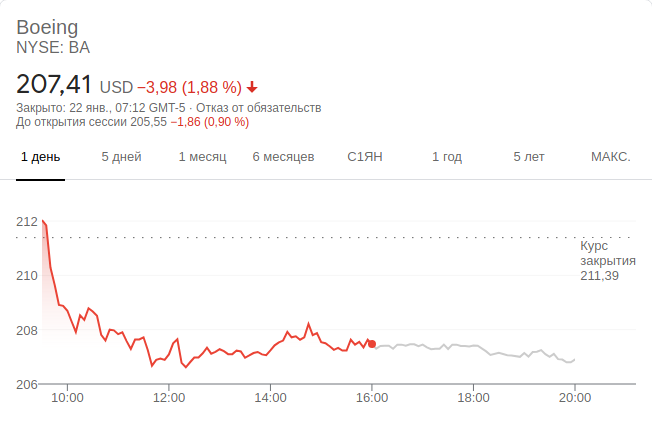 Boeing
NYSE: BA
207,41 USD −3,98 (1,88 %)
Закрыто: 22 янв., 07:12 GMT-5 · Отказ от обязательств
До открытия сессии 205,55 −1,86 (0,90 %)
1 день 5 дней 1 месяц 6 месяцев С1ЯН 1 год 5 лет МАКС.
212
Курс
закрытия
210
211,39
208
206
10:00 12:00 14:00 16:00 18:00 20:00